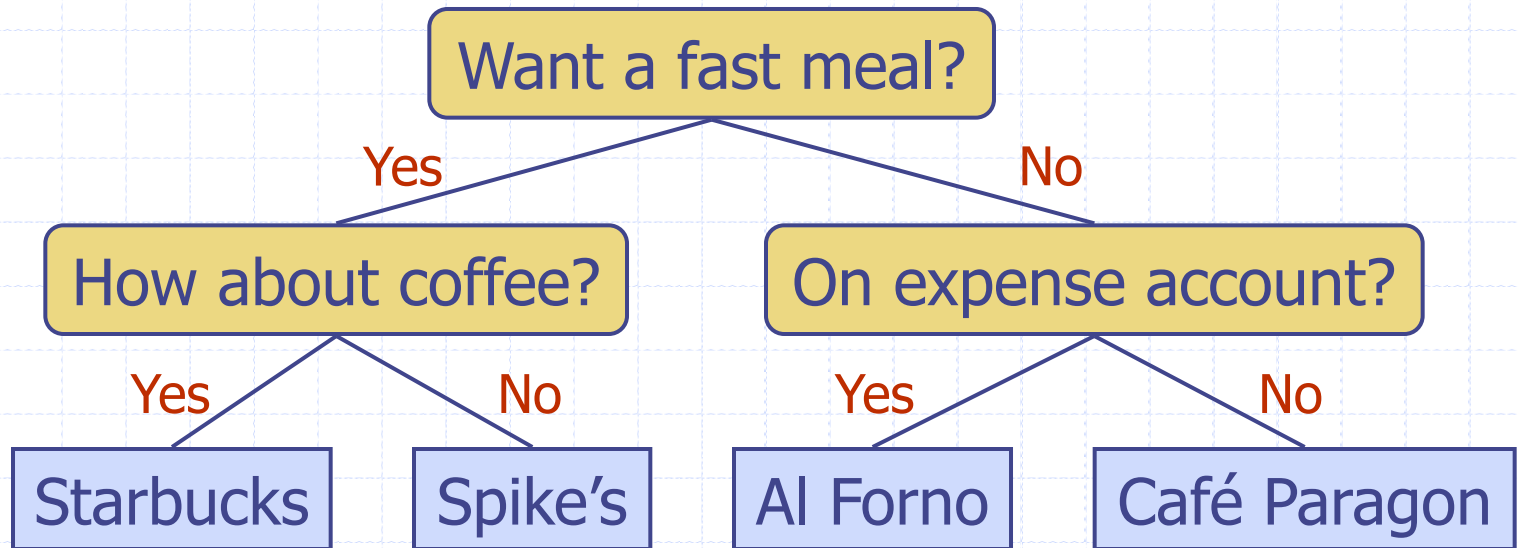 Want a fast meal?
Yes
No
How about coffee?
On expense account?
Yes
No
Yes
No
Starbucks
Spike’s
Al Forno
Café Paragon